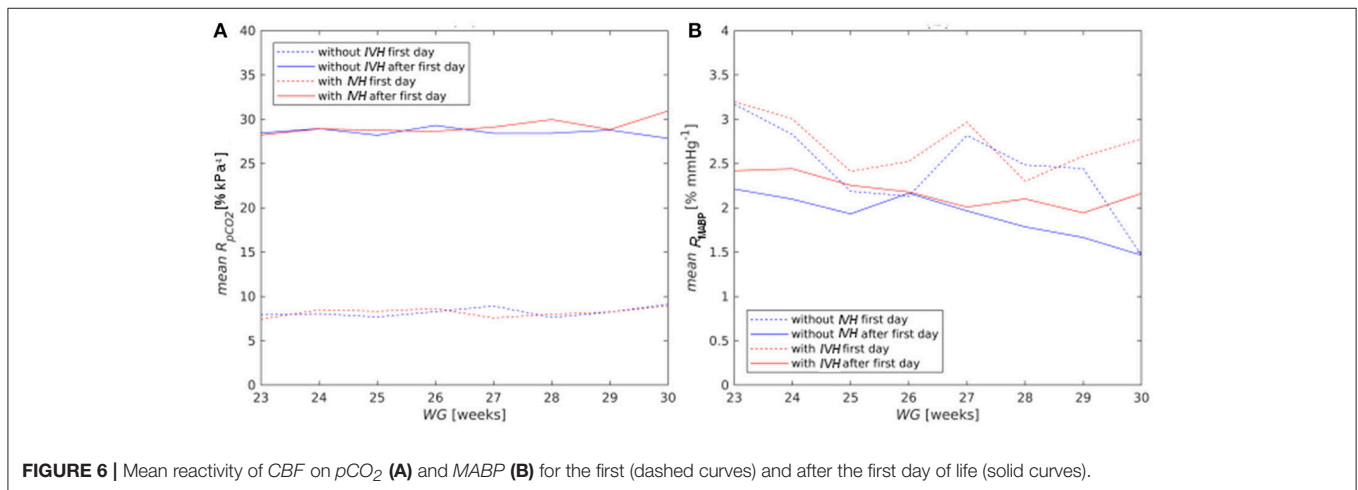 A
40
35
30
25
20
15
10
5
0
mean R_pCO2 [% kPa¹]
without IVH first day
without IVH after first day
with IVH first day
with IVH after first day
23 24 25 26 27 28 29 30
WG [weeks]
B
4
3.5
3
2.5
2
1.5
1
0.5
0
mean R_MABP [% mmHg⁻¹]
without IVH first day
without IVH after first day
with IVH first day
with IVH after first day
23 24 25 26 27 28 29 30
WG [weeks]
FIGURE 6 | Mean reactivity of CBF on pCO₂ (A) and MABP (B) for the first (dashed curves) and after the first day of life (solid curves).